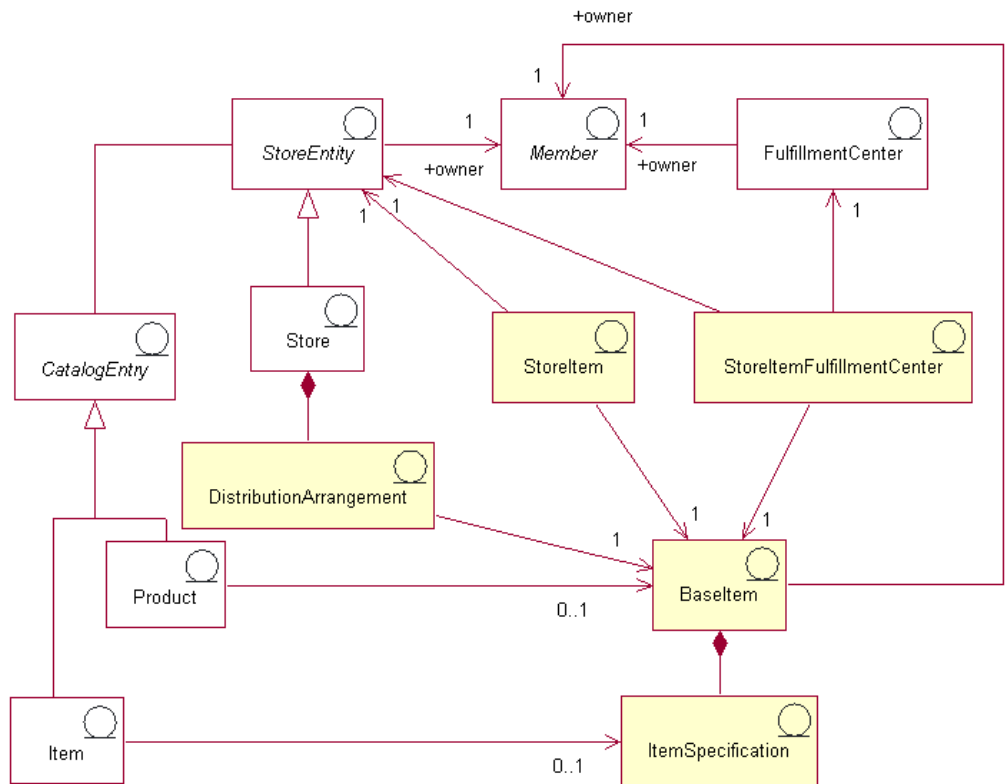 +owner
1
1
1
StoreEntity
Member
FulfillmentCenter
+owner
+owner
1
1
1
Store
StoreItem
StoreItemFulfillmentCenter
CatalogEntry
DistributionArrangement
1
1
1
Product
BaseItem
0..1
Item
ItemSpecification
0..1